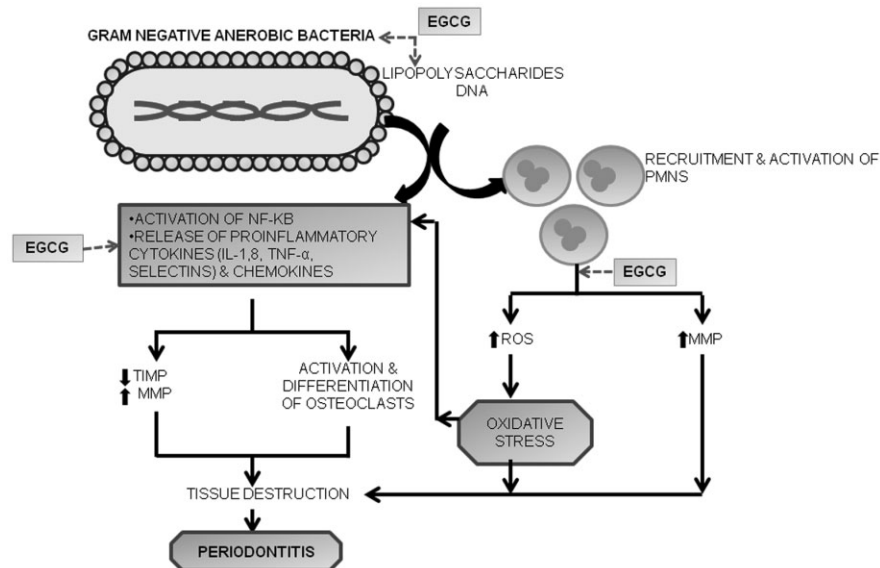 EGCG
GRAM NEGATIVE ANEROBIC BACTERIA
LIPOPOLYSACCHARIDES
DNA
RECRUITMENT & ACTIVATION OF
PMNS
•ACTIVATION OF NF-KB
•RELEASE OF PROINFLAMMATORY
CYTOKINES (IL-1,8, TNF-α,
SELECTINS) & CHEMOKINES
EGCG
EGCG
ROS
MMP
TIMP
MMP
ACTIVATION &
DIFFERENTIATION
OF OSTEOCLASTS
OXIDATIVE
STRESS
TISSUE DESTRUCTION
PERIODONTITIS